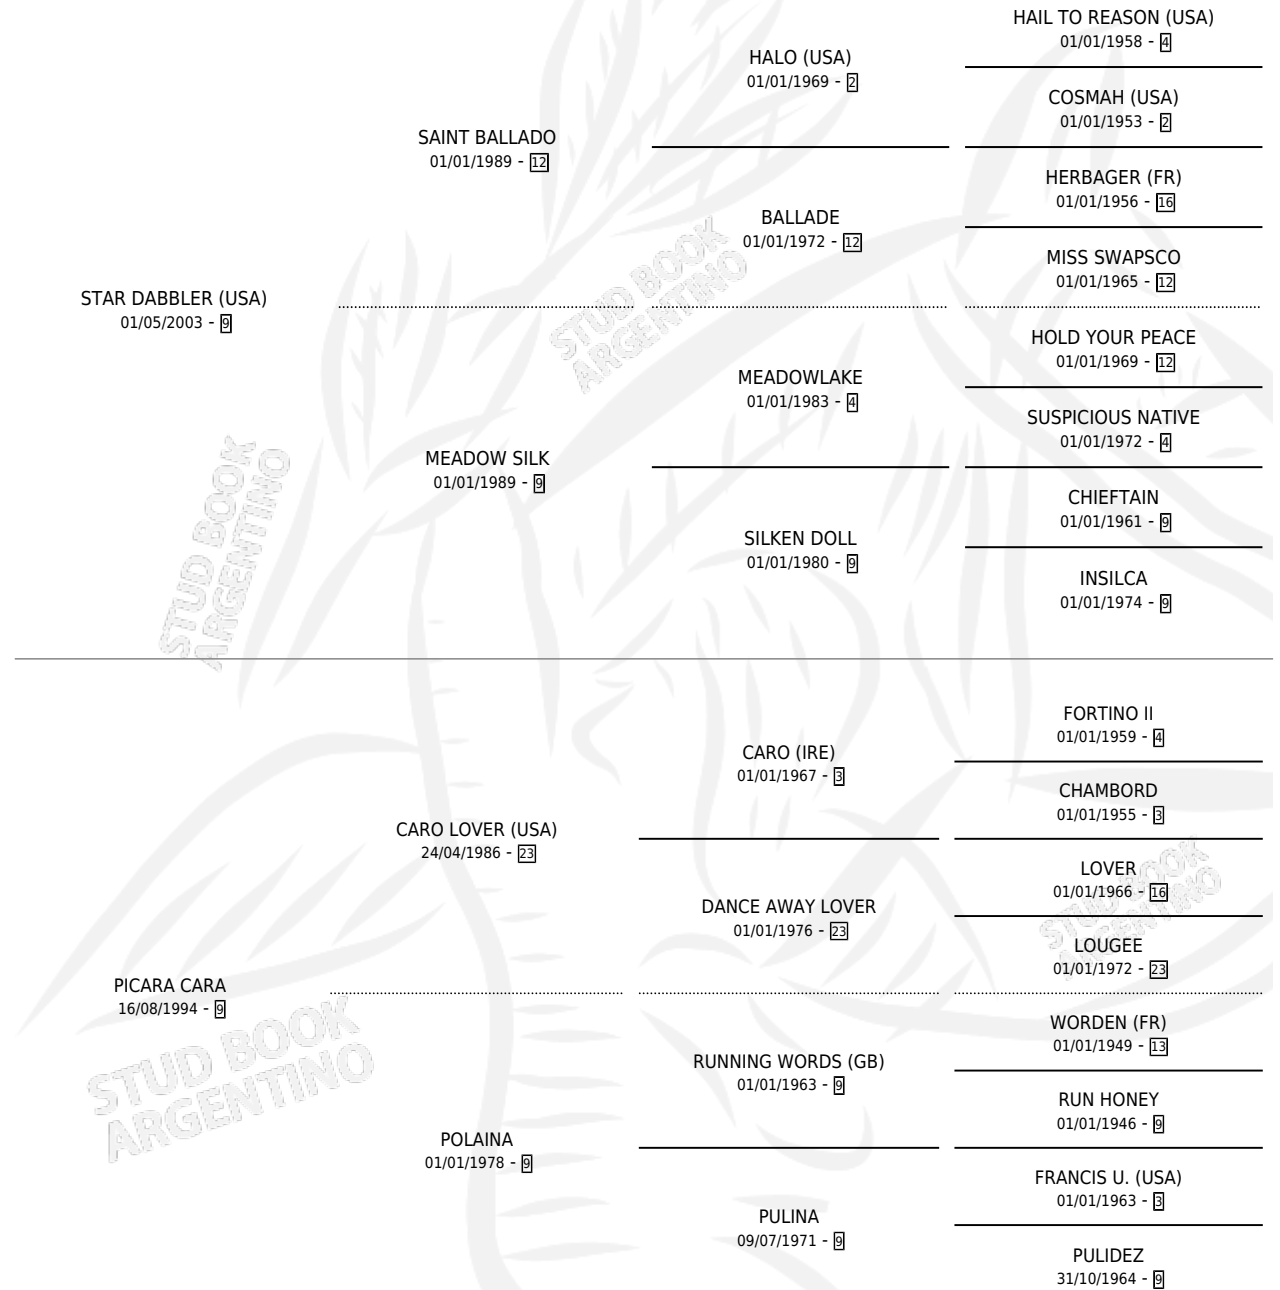 HAIL TO REASON (USA)
01/01/1958 - 4
HALO (USA)
01/01/1969 - 2
COSMAH (USA)
01/01/1953 - 2
SAINT BALLADO
01/01/1989 - 12
HERBAGER (FR)
01/01/1956 - 16
BALLADE
01/01/1972 - 12
MISS SWAPSCO
01/01/1965 - 12
STAR DABBLER (USA)
01/05/2003 - 9
HOLD YOUR PEACE
01/01/1969 - 12
MEADOWLAKE
01/01/1983 - 4
SUSPICIOUS NATIVE
01/01/1972 - 4
MEADOW SILK
01/01/1989 - 9
CHIEFTAIN
01/01/1961 - 9
SILKEN DOLL
01/01/1980 - 9
INSILCA
01/01/1974 - 9
FORTINO II
01/01/1959 - 4
CARO (IRE)
01/01/1967 - 3
CHAMBORD
01/01/1955 - 3
CARO LOVER (USA)
24/04/1986 - 23
LOVER
01/01/1966 - 16
DANCE AWAY LOVER
01/01/1976 - 23
LOUGEE
01/01/1972 - 23
PICARA CARA
16/08/1994 - 9
WORDEN (FR)
01/01/1949 - 13
RUNNING WORDS (GB)
01/01/1963 - 9
RUN HONEY
01/01/1946 - 9
POLAINA
01/01/1978 - 9
FRANCIS U. (USA)
01/01/1963 - 3
PULINA
09/07/1971 - 9
PULIDEZ
31/10/1964 - 9
STUD BOOK
ARGENTINO
STUD BOOK
ARGENTINO
STUD BOOK
ARGENTINO
STUD BOOK
ARGENTINO